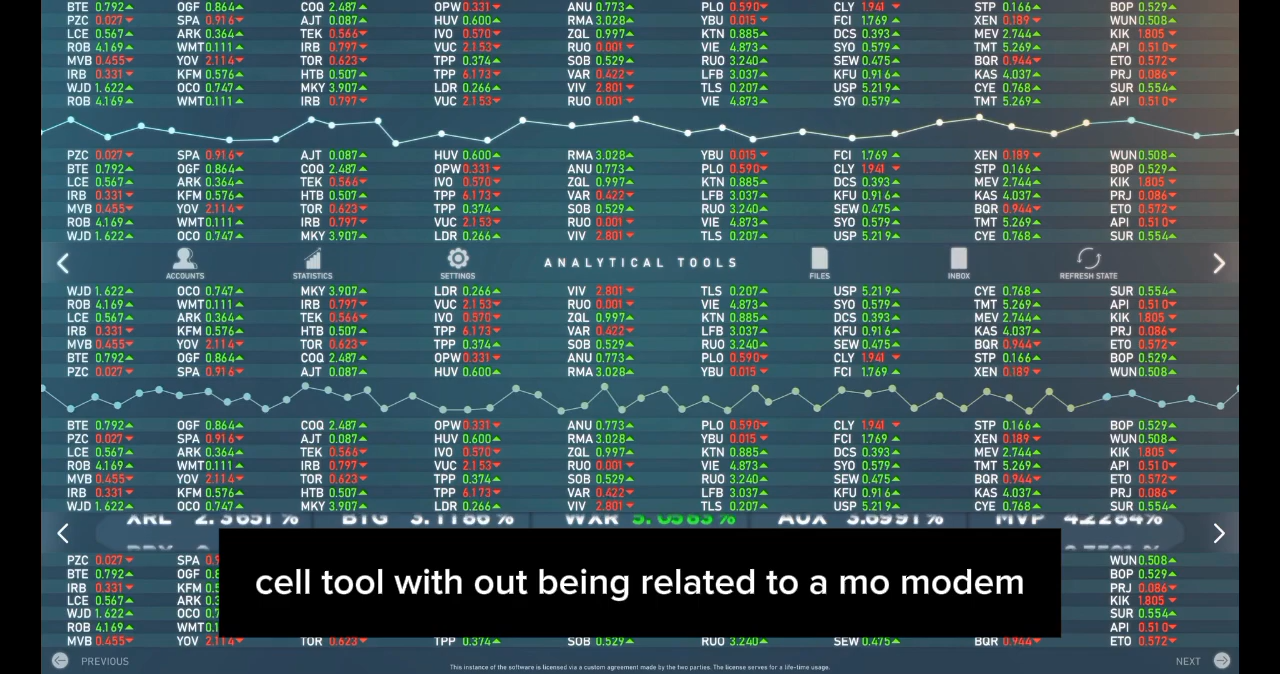 BTE 0.792 OGF 0.864 COQ 2.487 OPW 0.331 ANU 0.773 PLO 0.590 CLY 1.941 STP 0.166 BOP 0.529
PZC 0.027 SPA 0.916 AJT 0.087 HUV 0.600 RMA 3.028 YBU 0.015 FCI 1.769 XEN 0.189 WUN 0.508
LCE 0.567 ARK 0.364 TEK 0.566 IVO 0.570 ZQL 0.997 KTN 0.885 DCS 0.393 MEV 2.744 KIK 1.805
ROB 4.169 WMT 0.111 IRB 0.797 VUC 2.153 RUO 0.001 VIE 4.873 SYO 0.579 TMT 5.269 API 0.510
MVB 0.455 YOV 2.114 TOR 0.623 TPP 0.374 SOB 0.529 RUO 3.240 SEW 0.475 BQR 0.944 ETO 0.572
IRB 0.331 KFM 0.576 HTB 0.507 TPP 6.173 VAR 0.422 LFB 3.037 KFU 0.916 KAS 4.037 PRJ 0.086
WJD 1.622 OCO 0.747 MKY 3.907 LDR 0.266 VIV 2.801 TLS 0.207 USP 5.219 CYE 0.768 SUR 0.554
ROB 4.169 WMT 0.111 IRB 0.797 VUC 2.153 RUO 0.001 VIE 4.873 SYO 0.579 TMT 5.269 API 0.510
PZC 0.027 SPA 0.916 AJT 0.087 HUV 0.600 RMA 3.028 YBU 0.015 FCI 1.769 XEN 0.189 WUN 0.508
BTE 0.792 OGF 0.864 COQ 2.487 OPW 0.331 ANU 0.773 PLO 0.590 CLY 1.941 STP 0.166 BOP 0.529
LCE 0.567 ARK 0.364 TEK 0.566 IVO 0.570 ZQL 0.997 KTN 0.885 DCS 0.393 MEV 2.744 KIK 1.805
IRB 0.331 KFM 0.576 HTB 0.507 TPP 6.173 VAR 0.422 LFB 3.037 KFU 0.916 KAS 4.037 PRJ 0.086
MVB 0.455 YOV 2.114 TOR 0.623 TPP 0.374 SOB 0.529 RUO 3.240 SEW 0.475 BQR 0.944 ETO 0.572
ROB 4.169 WMT 0.111 IRB 0.797 VUC 2.153 RUO 0.001 VIE 4.873 SYO 0.579 TMT 5.269 API 0.510
WJD 1.622 OCO 0.747 MKY 3.907 LDR 0.266 VIV 2.801 TLS 0.207 USP 5.219 CYE 0.768 SUR 0.554
ACCOUNTS STATISTICS SETTINGS ANALYTICAL TOOLS FILES INBOX REFRESH STATE
WJD 1.622 OCO 0.747 MKY 3.907 LDR 0.266 VIV 2.801 TLS 0.207 USP 5.219 CYE 0.768 SUR 0.554
ROB 4.169 WMT 0.111 IRB 0.797 VUC 2.153 RUO 0.001 VIE 4.873 SYO 0.579 TMT 5.269 API 0.510
LCE 0.567 ARK 0.364 TEK 0.566 IVO 0.570 ZQL 0.997 KTN 0.885 DCS 0.393 MEV 2.744 KIK 1.805
IRB 0.331 KFM 0.576 HTB 0.507 TPP 6.173 VAR 0.422 LFB 3.037 KFU 0.916 KAS 4.037 PRJ 0.086
MVB 0.455 YOV 2.114 TOR 0.623 TPP 0.374 SOB 0.529 RUO 3.240 SEW 0.475 BQR 0.944 ETO 0.572
BTE 0.792 OGF 0.864 COQ 2.487 OPW 0.331 ANU 0.773 PLO 0.590 CLY 1.941 STP 0.166 BOP 0.529
PZC 0.027 SPA 0.916 AJT 0.087 HUV 0.600 RMA 3.028 YBU 0.015 FCI 1.769 XEN 0.189 WUN 0.508
BTE 0.792 OGF 0.864 COQ 2.487 OPW 0.331 ANU 0.773 PLO 0.590 CLY 1.941 STP 0.166 BOP 0.529
PZC 0.027 SPA 0.916 AJT 0.087 HUV 0.600 RMA 3.028 YBU 0.015 FCI 1.769 XEN 0.189 WUN 0.508
LCE 0.567 ARK 0.364 TEK 0.566 IVO 0.570 ZQL 0.997 KTN 0.885 DCS 0.393 MEV 2.744 KIK 1.805
ROB 4.169 WMT 0.111 IRB 0.797 VUC 2.153 RUO 0.001 VIE 4.873 SYO 0.579 TMT 5.269 API 0.510
MVB 0.455 YOV 2.114 TOR 0.623 TPP 0.374 SOB 0.529 RUO 3.240 SEW 0.475 BQR 0.944 ETO 0.572
IRB 0.331 KFM 0.576 HTB 0.507 TPP 6.173 VAR 0.422 LFB 3.037 KFU 0.916 KAS 4.037 PRJ 0.086
WJD 1.622 OCO 0.747 MKY 3.907 LDR 0.266 VIV 2.801 TLS 0.207 USP 5.219 CYE 0.768 SUR 0.554
XRL 2.3651% BTG 3.1186% WXR 5.0583% AUX 3.6991% MVP 4.2284%
PZC 0.027 SPA WUN 0.508
BTE 0.792 OGF BOP 0.529
IRB 0.331 KFM PRJ 0.086
LCE 0.567 ARK KIK 1.805
WJD 1.622 OCO SUR 0.554
ROB 4.169 WMT API 0.510
MVB 0.455 YOV 2.114 TOR 0.623 TPP 0.374 SOB 0.529 RUO 3.240 SEW 0.475 BQR 0.944 ETO 0.572
cell tool with out being related to a mo modem
PREVIOUS NEXT
This instance of the software is licensed via a custom agreement made by the two parties. The license serves for a life-time usage.